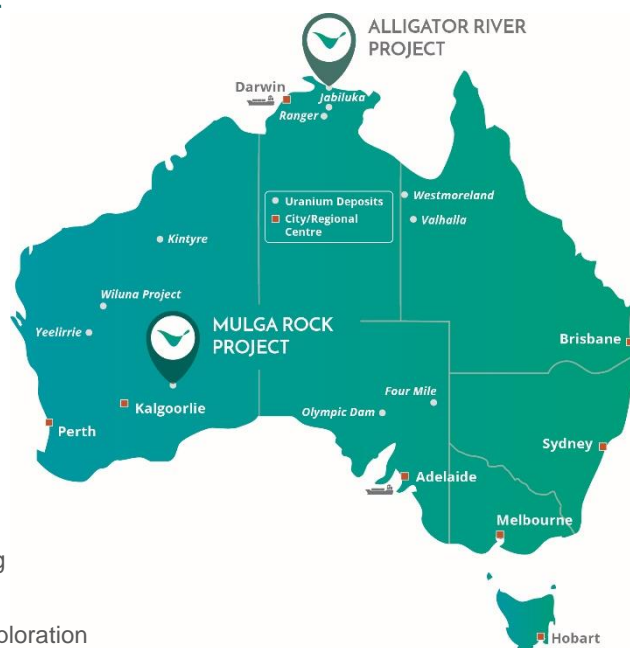 ALLIGATOR RIVER
PROJECT
Darwin
Jabiluka
Ranger
Uranium Deposits
City/Regional
Centre
Westmoreland
Valhalla
Kintyre
Wiluna Project
Yeelirrie
MULGA ROCK
PROJECT
Brisbane
Four Mile
Olympic Dam
Kalgoorlie
Perth
Sydney
Adelaide
Melbourne
Hobart